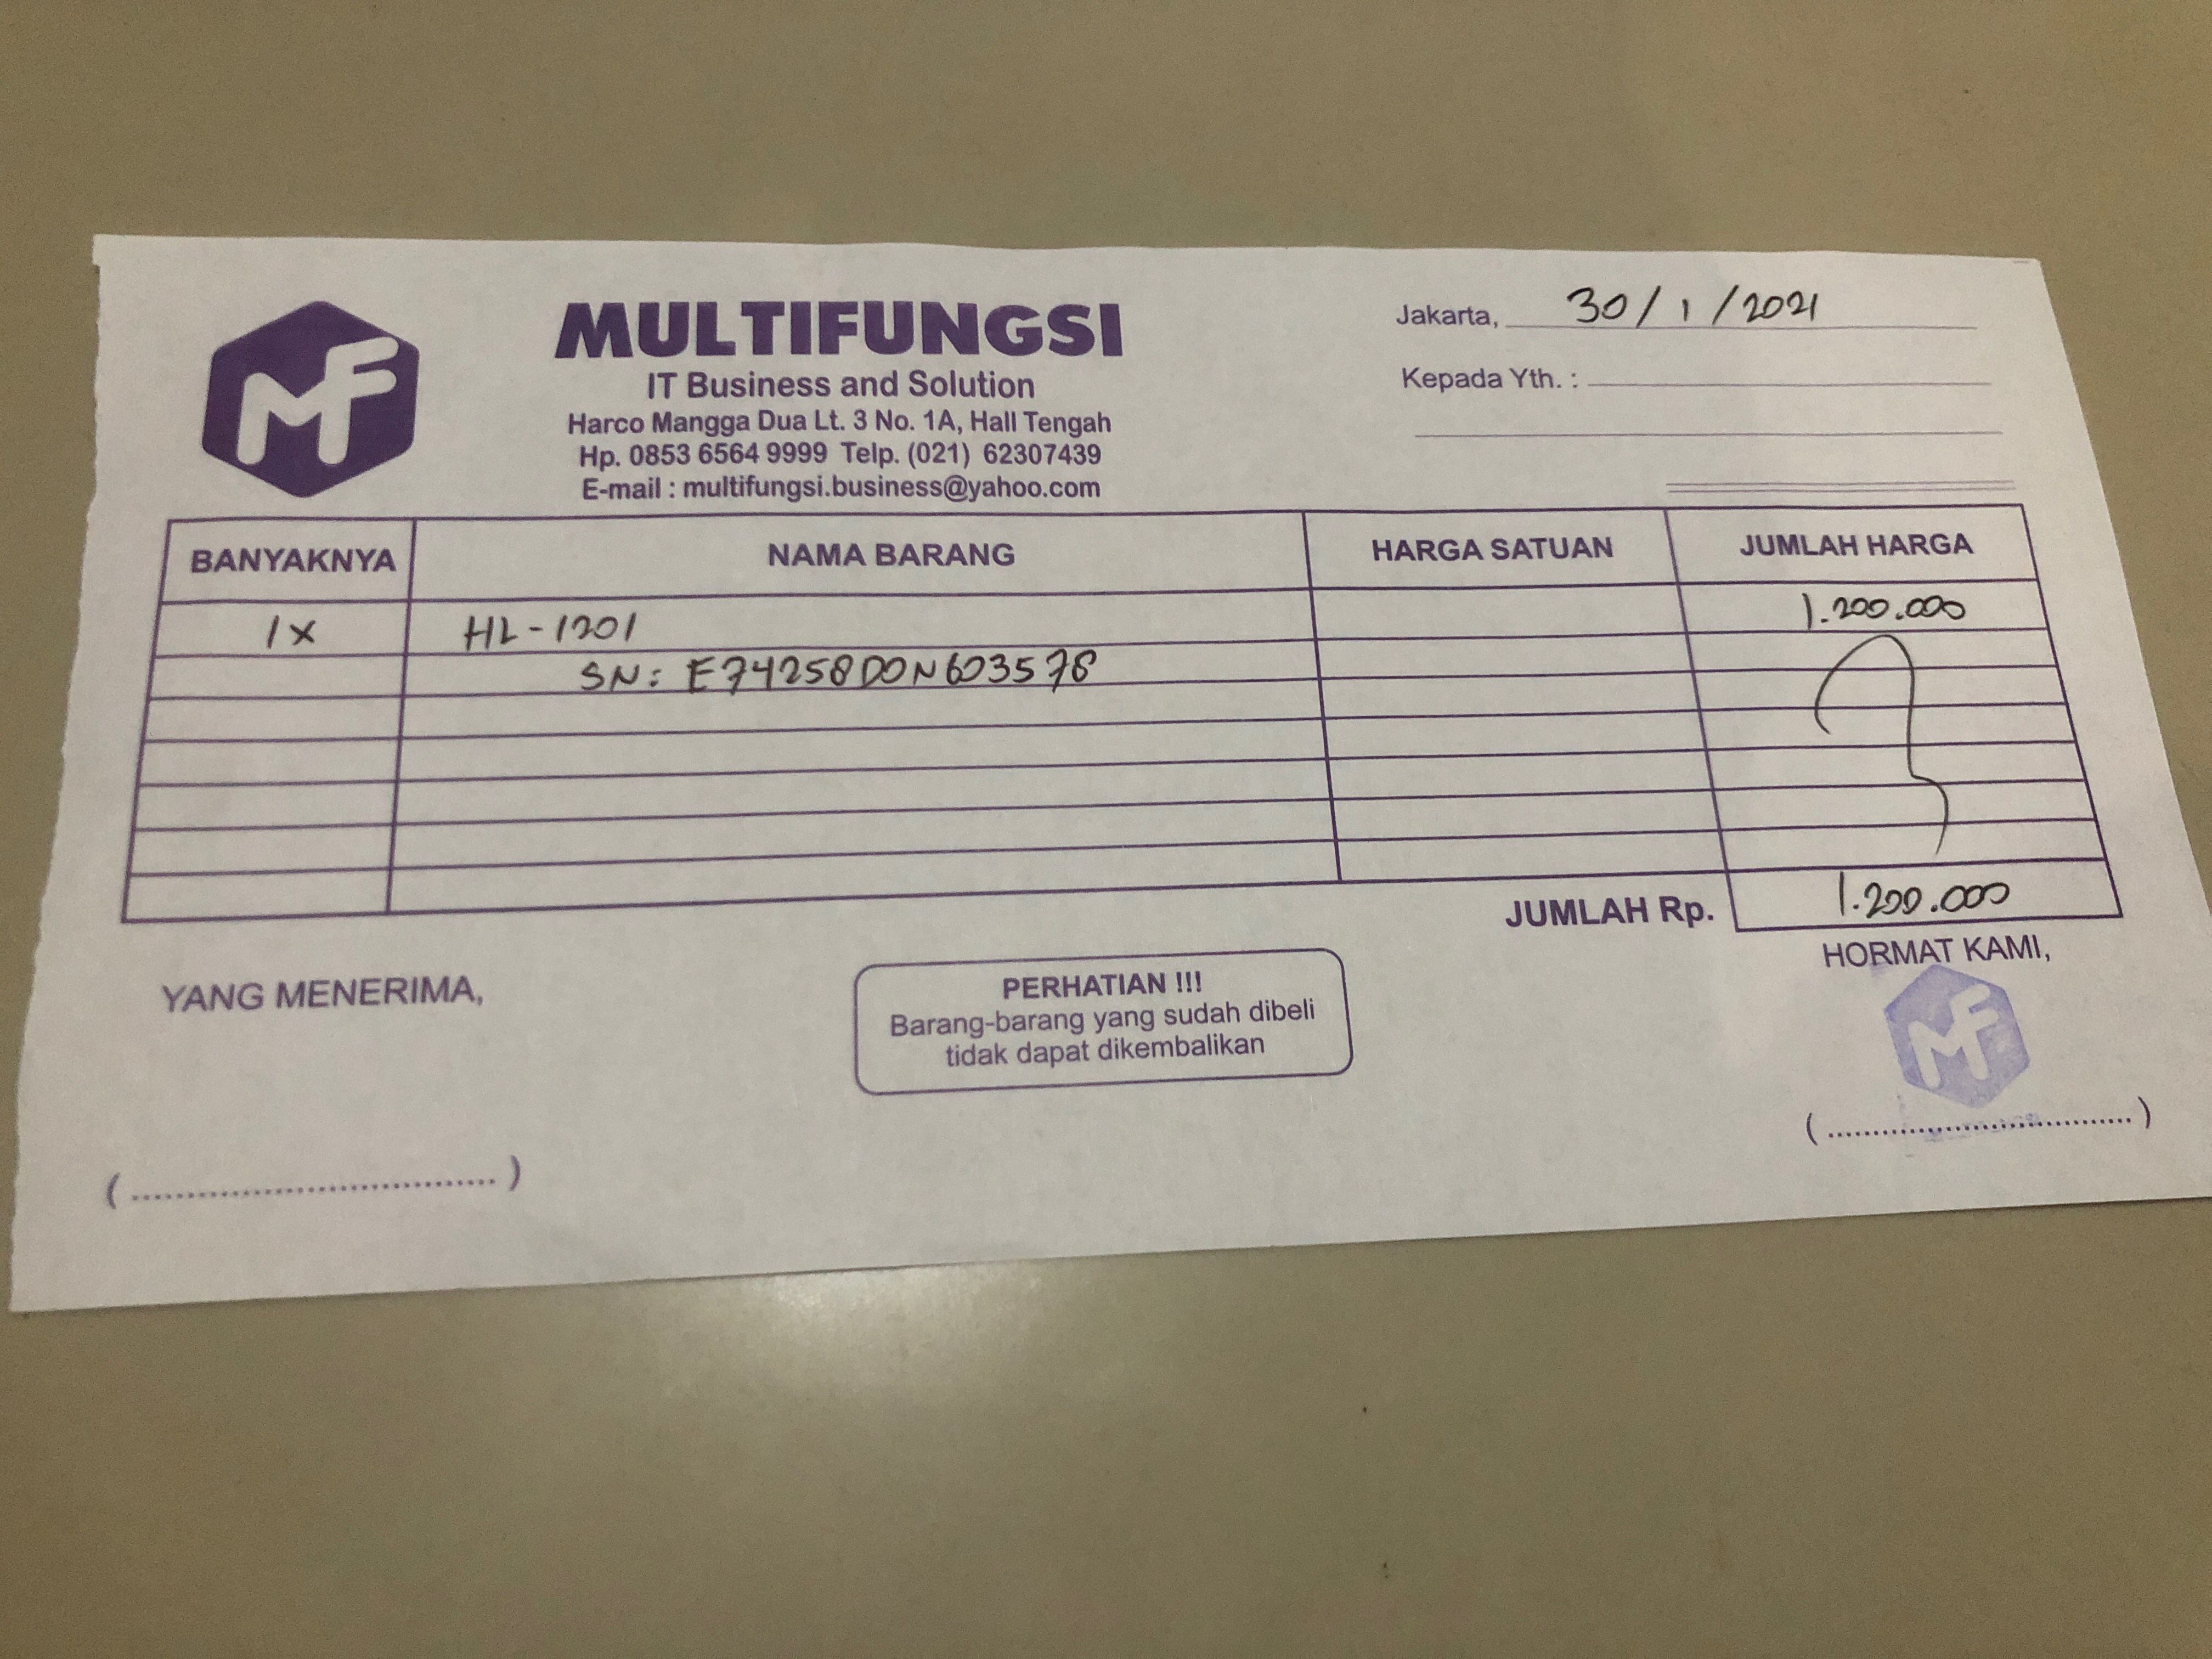 MF
MULTIFUNGSI
IT Business and Solution
Harco Mangga Dua Lt. 3 No. 1A, Hall Tengah
Hp. 0853 6564 9999 Telp. (021) 62307439
E-mail : multifungsi.business@yahoo.com
Jakarta, 30/1/2021
Kepada Yth. :
BANYAKNYA NAMA BARANG HARGA SATUAN JUMLAH HARGA
1x HL-1201 1.200.000
SN: E74258D0N603578
JUMLAH Rp. 1.200.000
YANG MENERIMA,
PERHATIAN !!!
Barang-barang yang sudah dibeli
tidak dapat dikembalikan
HORMAT KAMI,
MF
(....................................)
(....................................)